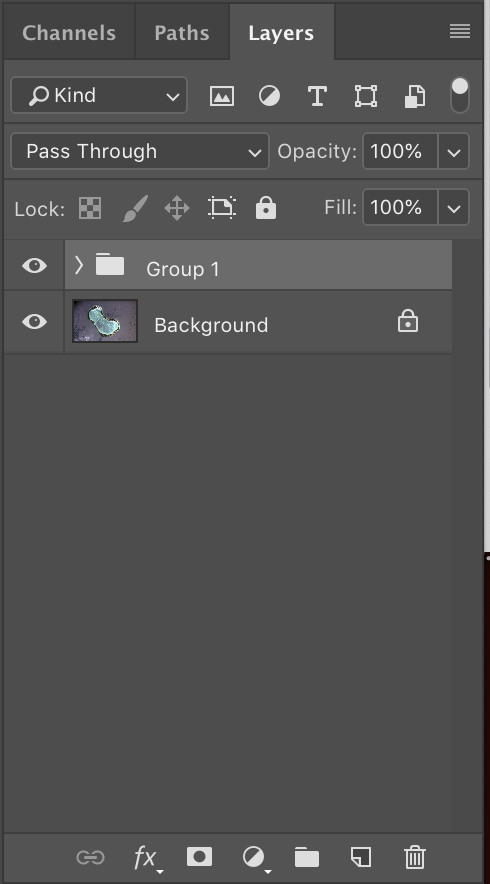 Channels Paths Layers
Kind
Pass Through Opacity: 100%
Lock: Fill: 100%
Group 1
Background
fx